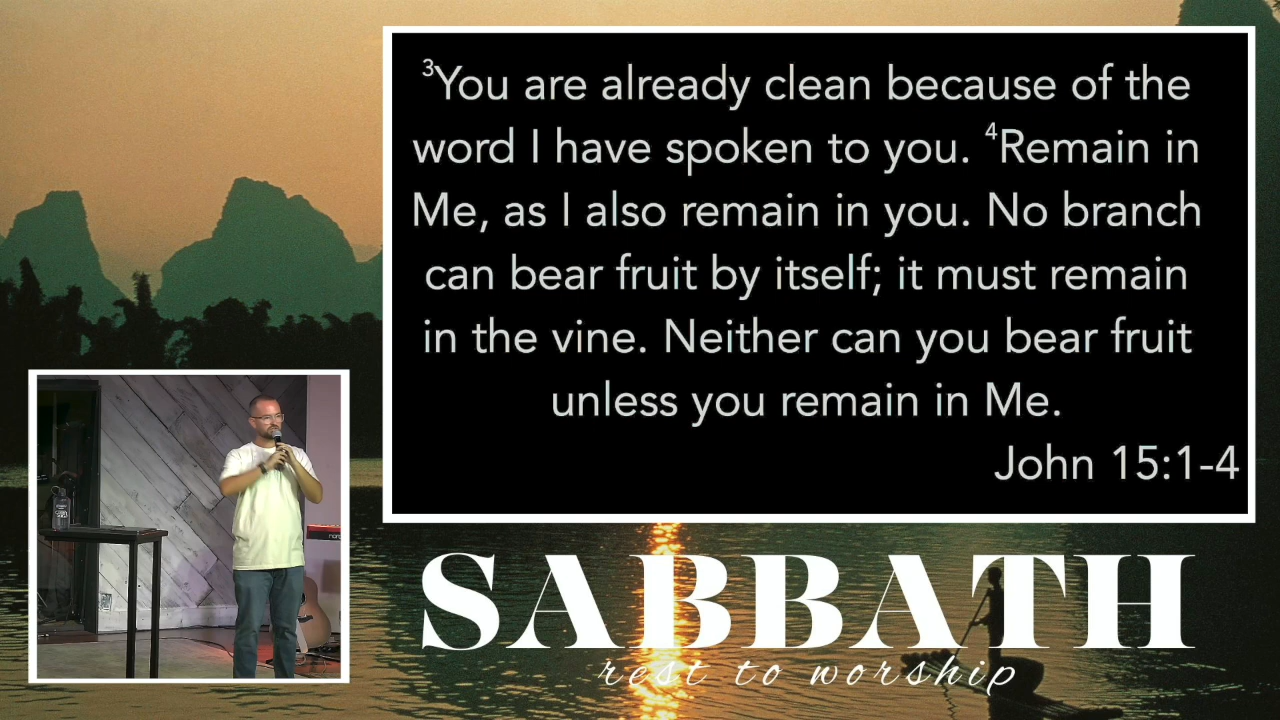 ³You are already clean because of the
word I have spoken to you. ⁴Remain in
Me, as I also remain in you. No branch
can bear fruit by itself; it must remain
in the vine. Neither can you bear fruit
unless you remain in Me.
John 15:1-4
SABBATH
rest to worship